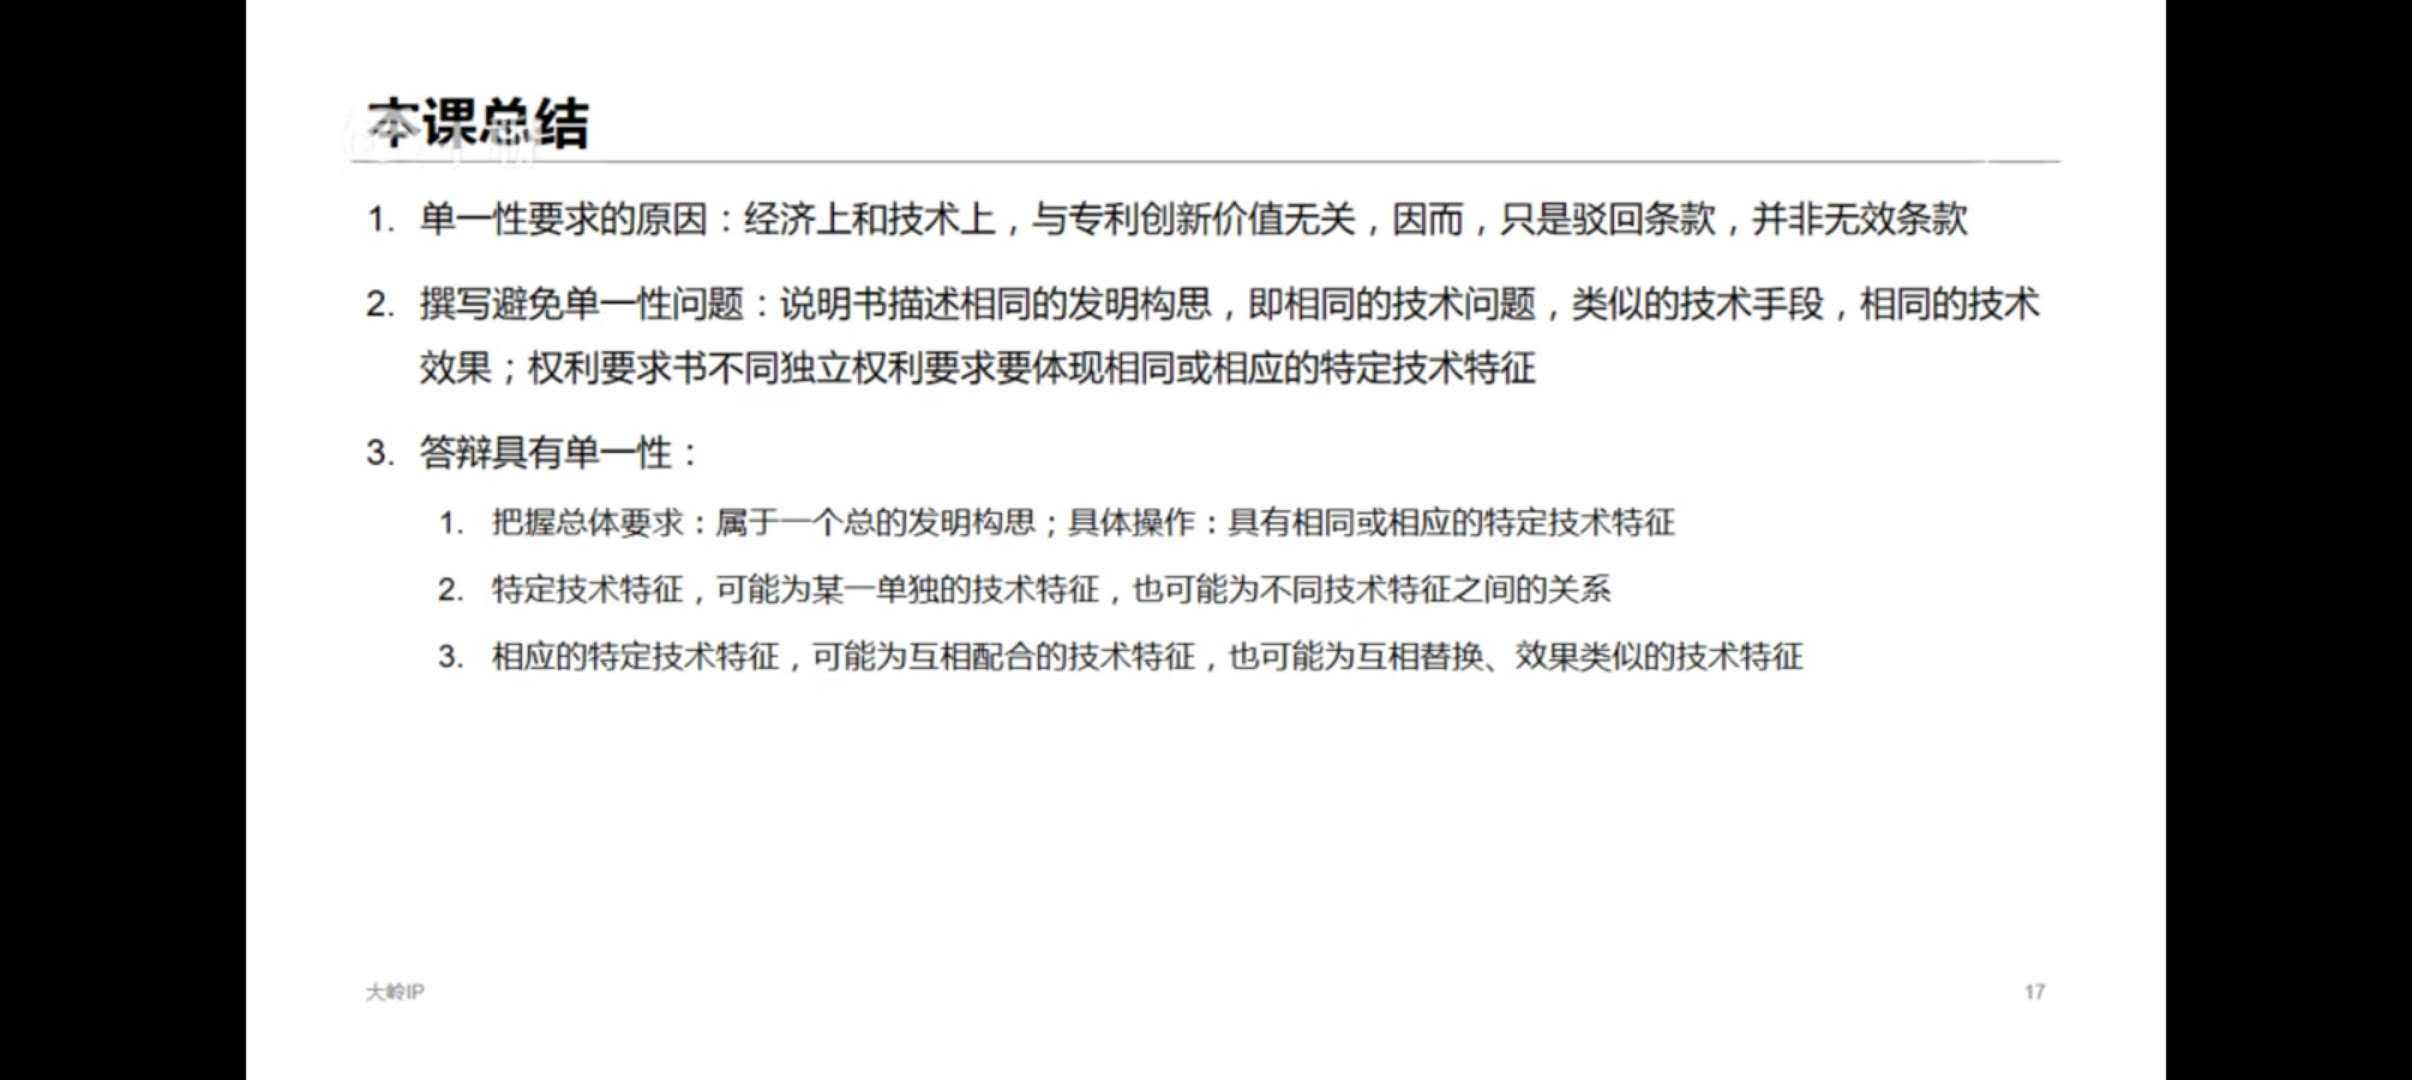 本课总结
1. 单一性要求的原因：经济上和技术上，与专利创新价值无关，因而，只是驳回条款，并非无效条款
2. 撰写避免单一性问题：说明书描述相同的发明构思，即相同的技术问题，类似的技术手段，相同的技术
效果；权利要求书不同独立权利要求要体现相同或相应的特定技术特征
3. 答辩具有单一性：
1. 把握总体要求：属于一个总的发明构思；具体操作：具有相同或相应的特定技术特征
2. 特定技术特征，可能为某一单独的技术特征，也可能为不同技术特征之间的关系
3. 相应的特定技术特征，可能为互相配合的技术特征，也可能为互相替换、效果类似的技术特征
大岭IP
17